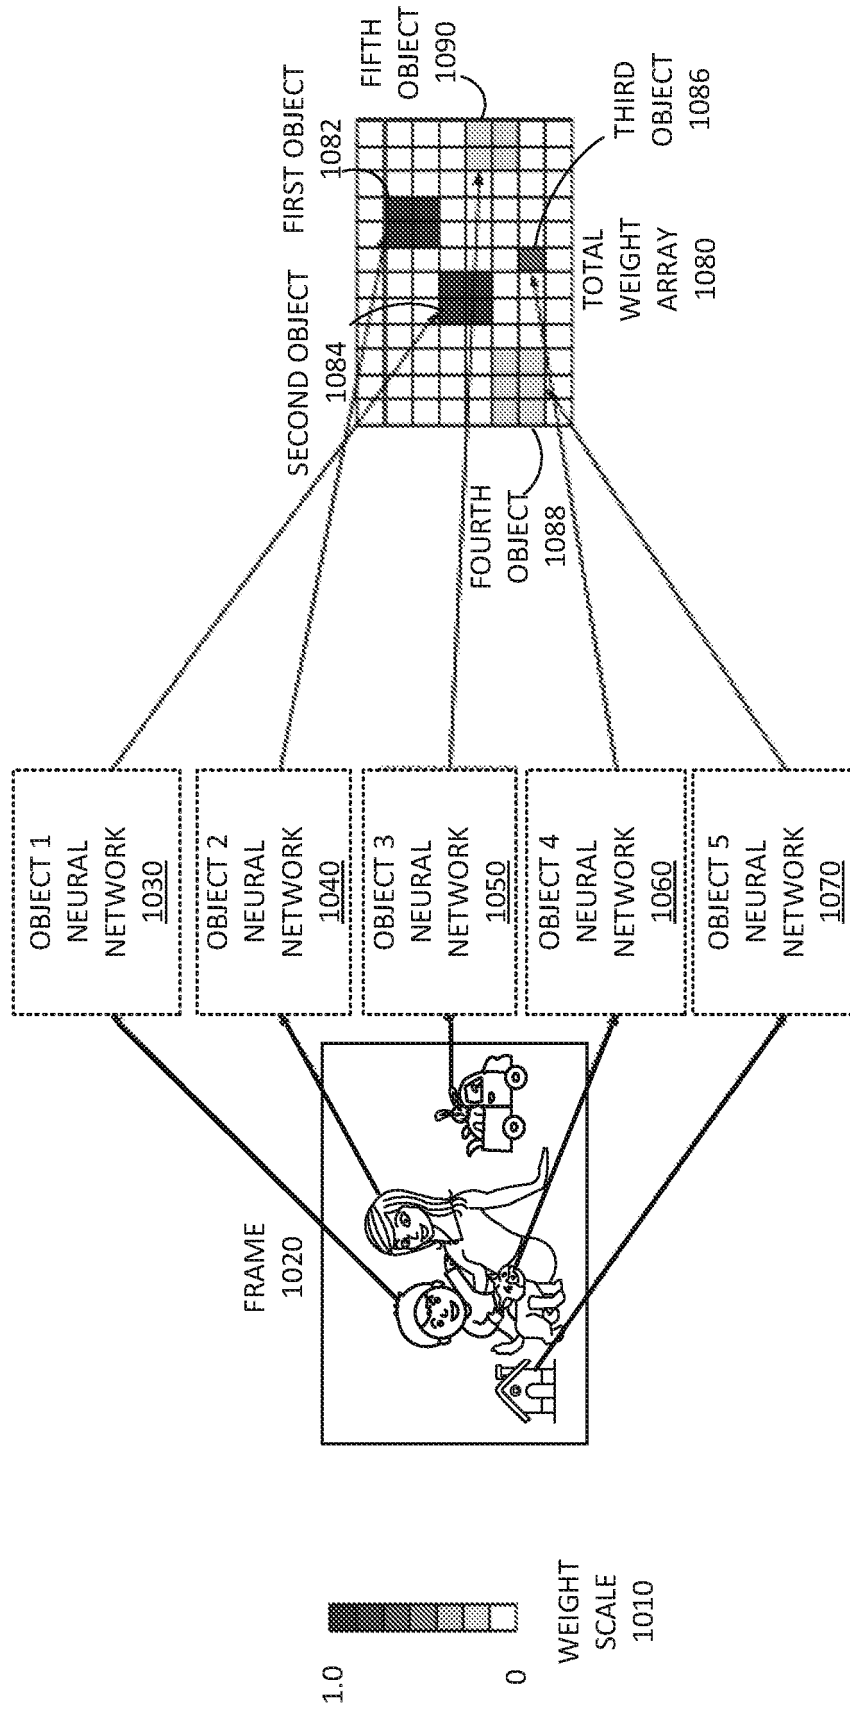 1.0
0
WEIGHT
SCALE
1010
FRAME
1020
OBJECT 1
NEURAL
NETWORK
1030
OBJECT 2
NEURAL
NETWORK
1040
OBJECT 3
NEURAL
NETWORK
1050
OBJECT 4
NEURAL
NETWORK
1060
OBJECT 5
NEURAL
NETWORK
1070
SECOND OBJECT
1084
FIRST OBJECT
1082
FIFTH
OBJECT
1090
FOURTH
OBJECT
1088
TOTAL
WEIGHT
ARRAY
1080
THIRD
OBJECT
1086